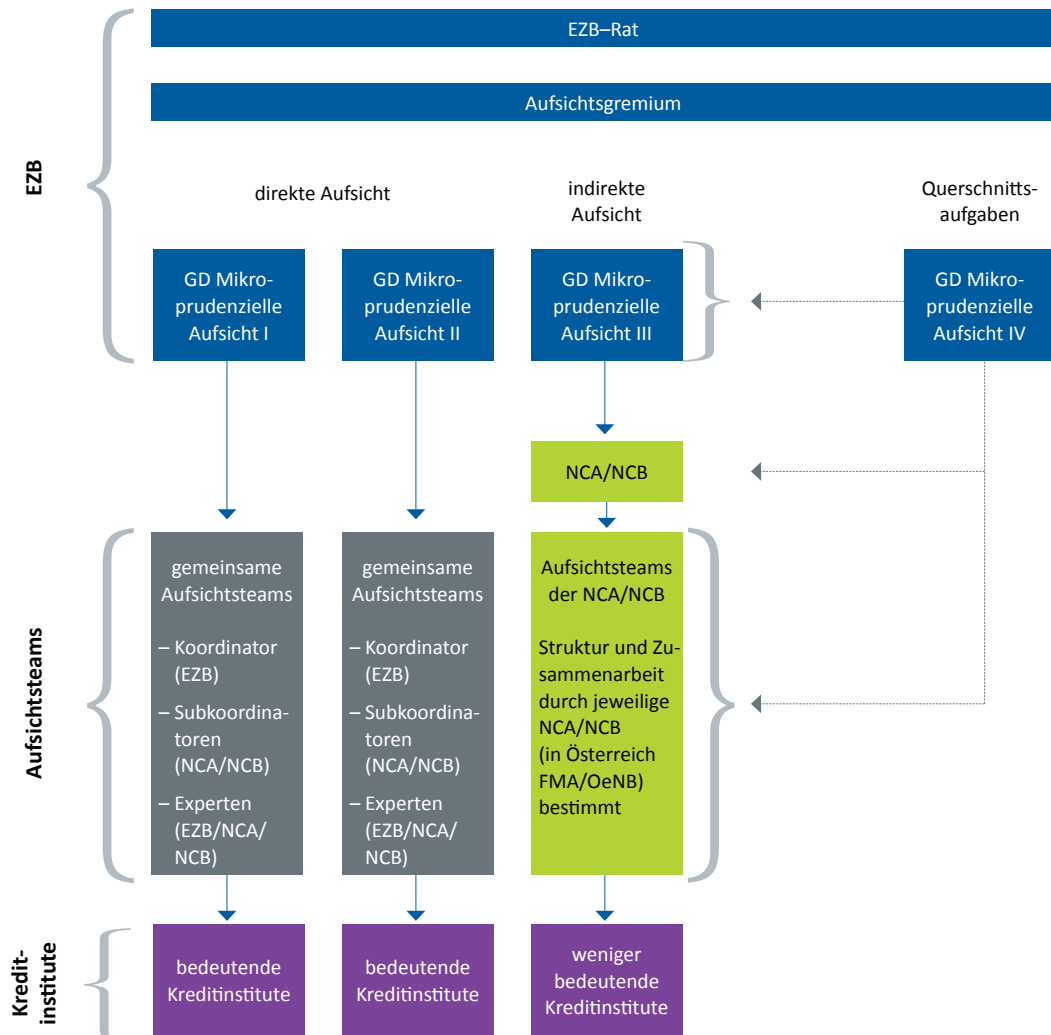 EZB–Rat
Aufsichtsgremium
EZB
direkte Aufsicht
indirekte
Aufsicht
Querschnitts-
aufgaben
GD Mikro-
prudenzielle
Aufsicht I
GD Mikro-
prudenzielle
Aufsicht II
GD Mikro-
prudenzielle
Aufsicht III
GD Mikro-
prudenzielle
Aufsicht IV
NCA/NCB
Aufsichtsteams
gemeinsame
Aufsichtsteams
– Koordinator
(EZB)
– Subkoordina-
toren
(NCA/NCB)
– Experten
(EZB/NCA/
NCB)
gemeinsame
Aufsichtsteams
– Koordinator
(EZB)
– Subkoordina-
toren
(NCA/NCB)
– Experten
(EZB/NCA/
NCB)
Aufsichtsteams
der NCA/NCB
Struktur und Zu-
sammenarbeit
durch jeweilige
NCA/NCB
(in Österreich
FMA/OeNB)
bestimmt
Kredit-
institute
bedeutende
Kreditinstitute
bedeutende
Kreditinstitute
weniger
bedeutende
Kreditinstitute